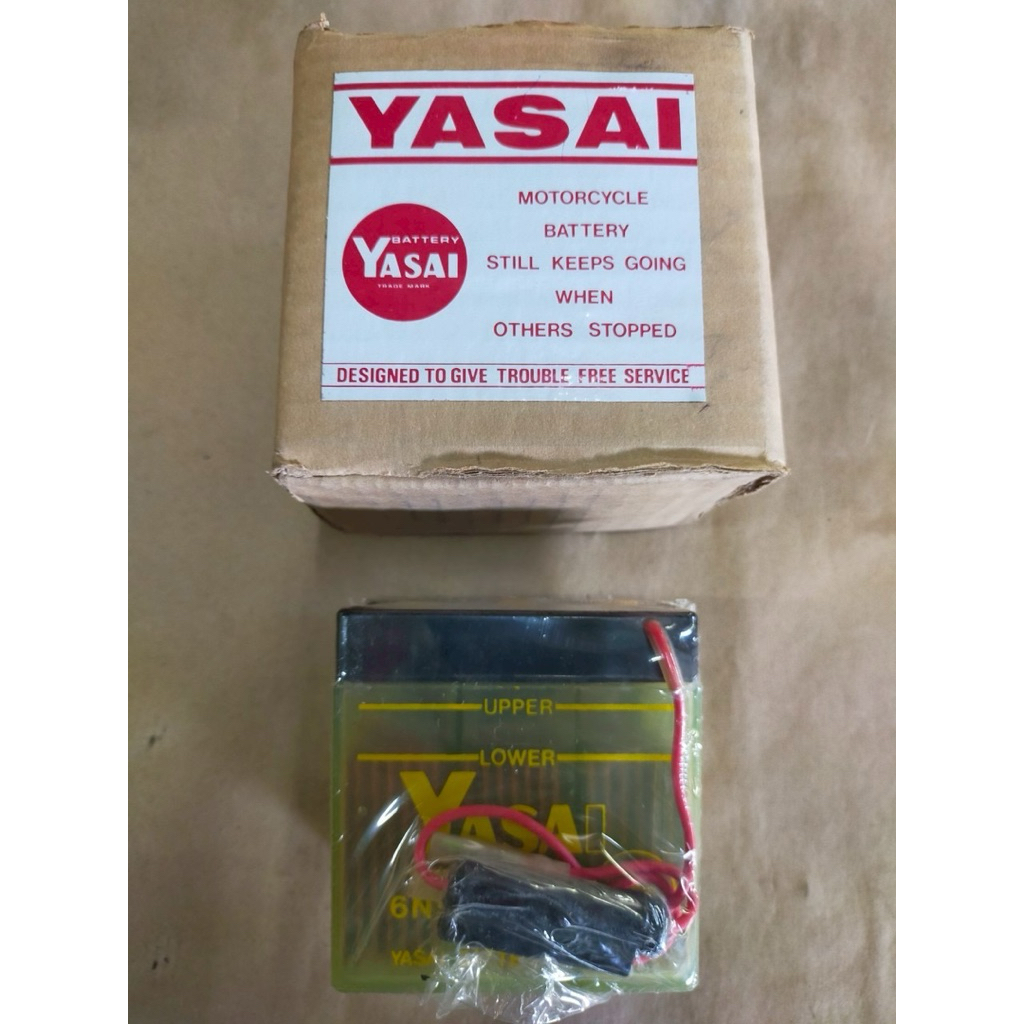 YASAI
BATTERY
YASAI
TRADE MARK
MOTORCYCLE
BATTERY
STILL KEEPS GOING
WHEN
OTHERS STOPPED
DESIGNED TO GIVE TROUBLE FREE SERVICE
UPPER
LOWER
YASAI
6N